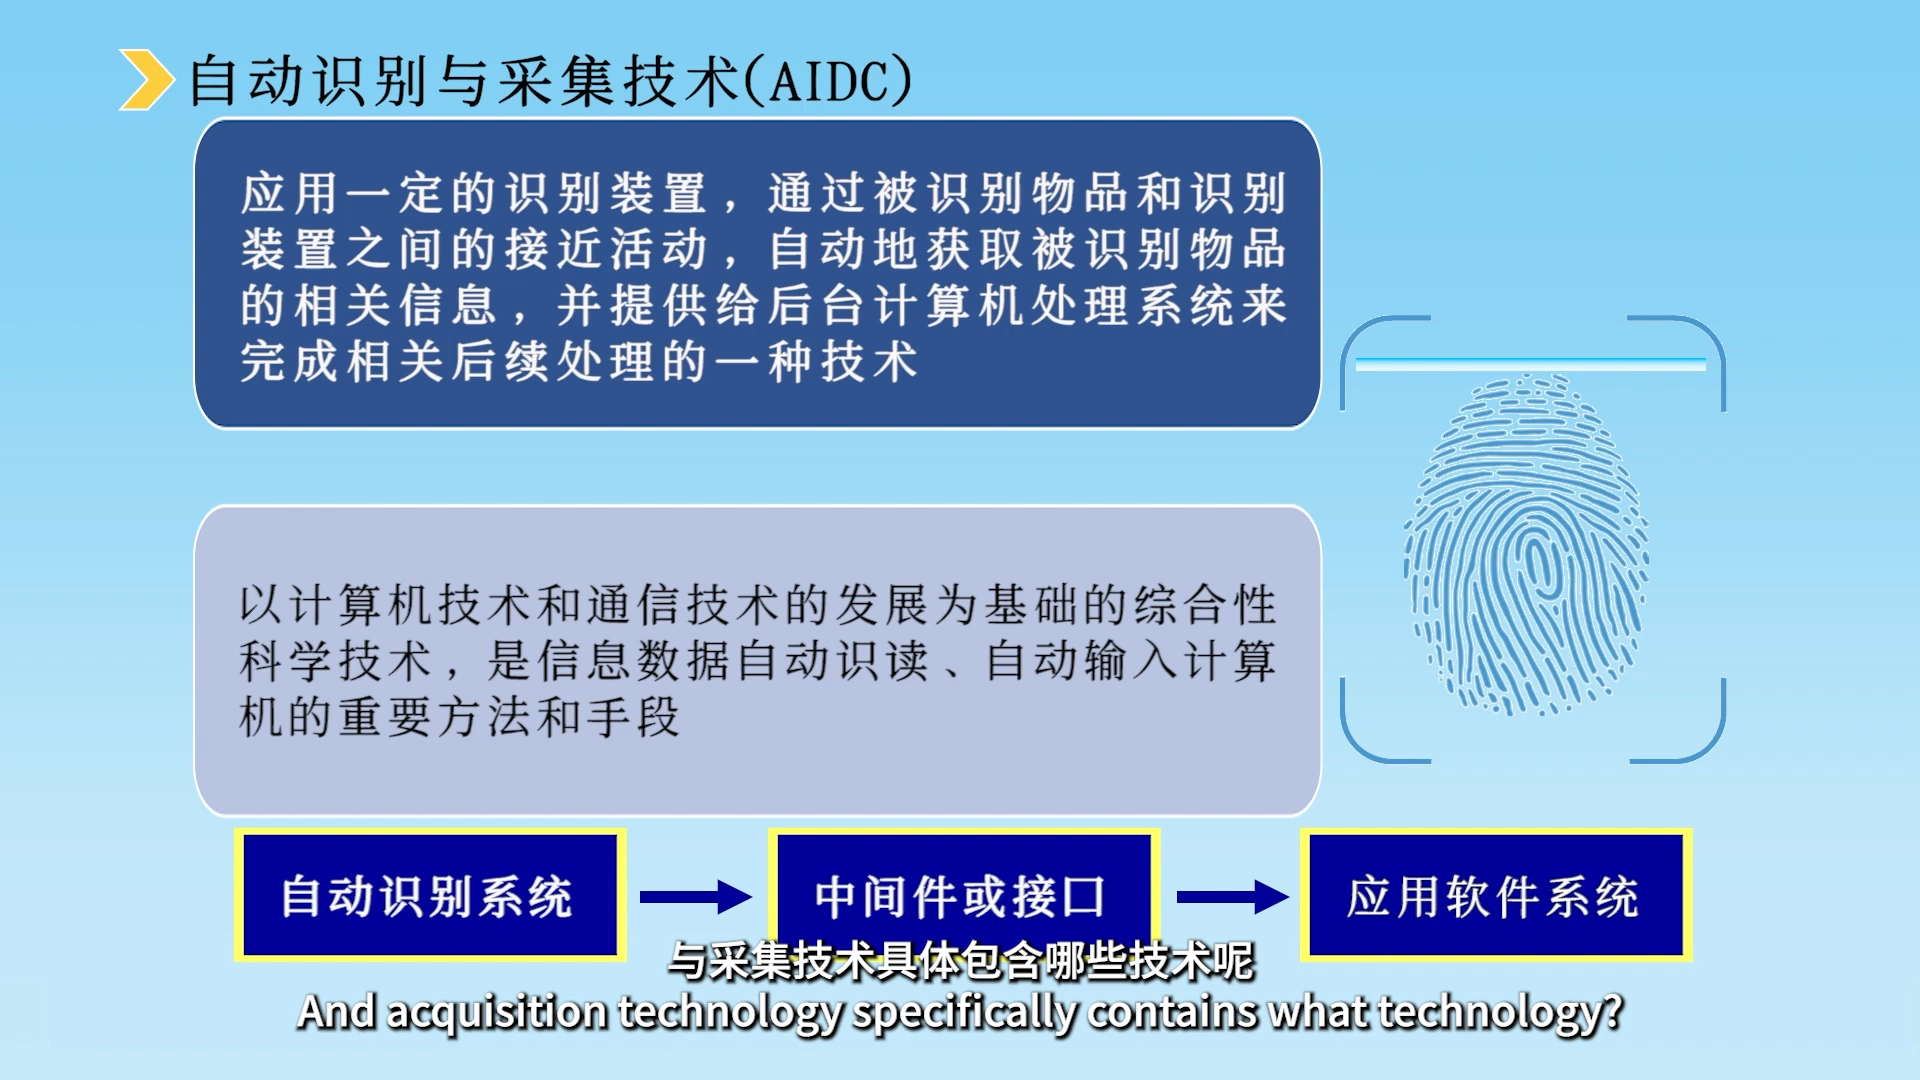 自动识别与采集技术(AIDC)
应用一定的识别装置，通过被识别物品和识别
装置之间的接近活动，自动地获取被识别物品
的相关信息，并提供给后台计算机处理系统来
完成相关后续处理的一种技术
以计算机技术和通信技术的发展为基础的综合性
科学技术，是信息数据自动识读、自动输入计算
机的重要方法和手段
自动识别系统
中间件或接口
应用软件系统
与采集技术具体包含哪些技术呢
And acquisition technology specifically contains what technology?